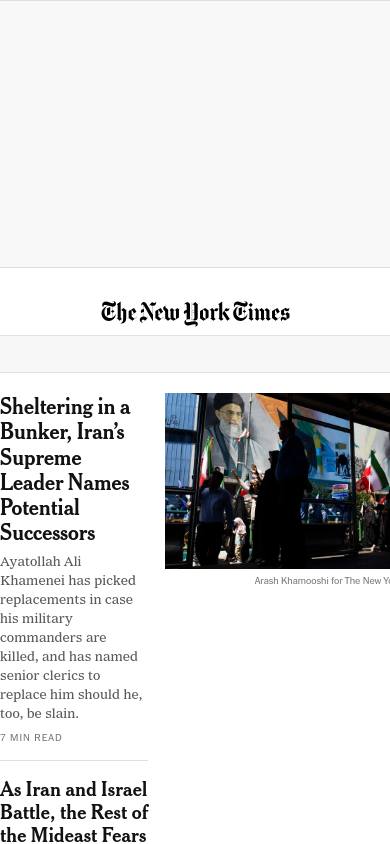 The New York Times
Sheltering in a
Bunker, Iran’s
Supreme
Leader Names
Potential
Successors
Ayatollah Ali
Khamenei has picked
replacements in case
his military
commanders are
killed, and has named
senior clerics to
replace him should he,
too, be slain.
7 MIN READ
Arash Khamooshi for The New Yo
As Iran and Israel
Battle, the Rest of
the Mideast Fears